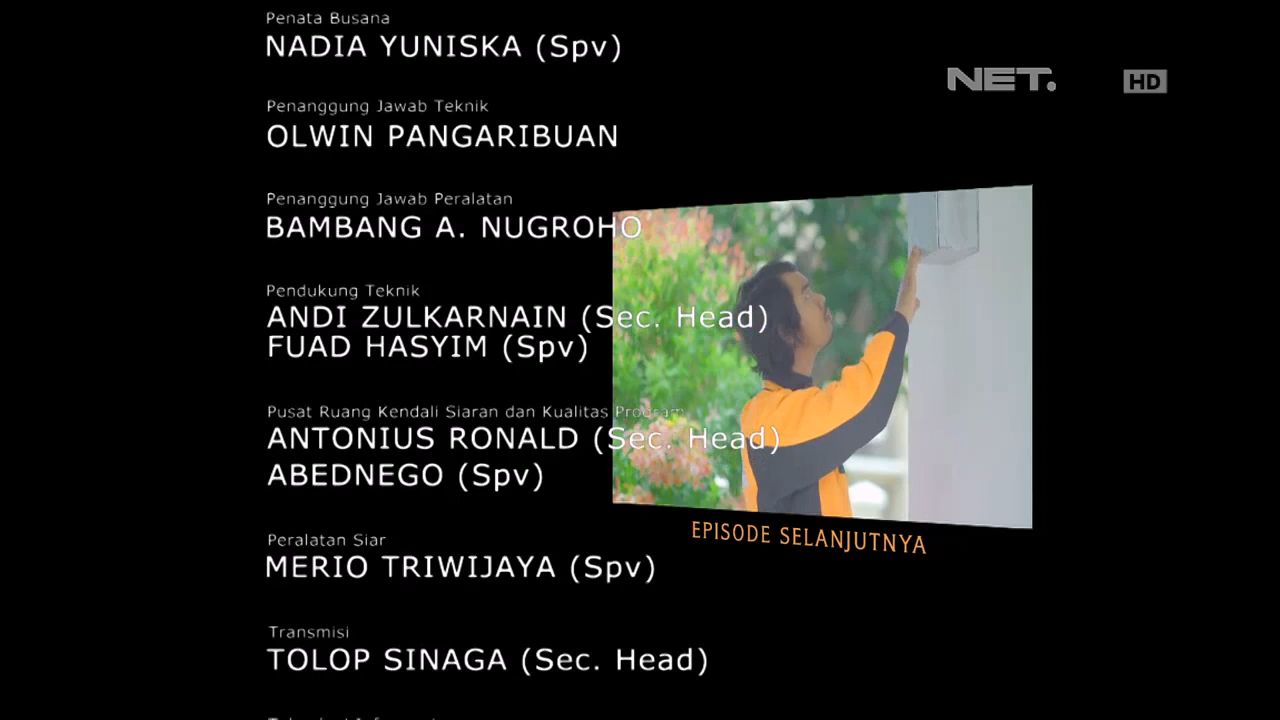 Penata Busana
NADIA YUNISKA (Spv)
NET.
HD
Penanggung Jawab Teknik
OLWIN PANGARIBUAN
Penanggung Jawab Peralatan
BAMBANG A. NUGROHO
Pendukung Teknik
ANDI ZULKARNAIN (Sec. Head)
FUAD HASYIM (Spv)
Pusat Ruang Kendali Siaran dan Kualitas Program
ANTONIUS RONALD (Sec. Head)
ABEDNEGO (Spv)
EPISODE SELANJUTNYA
Peralatan Siar
MERIO TRIWIJAYA (Spv)
Transmisi
TOLOP SINAGA (Sec. Head)